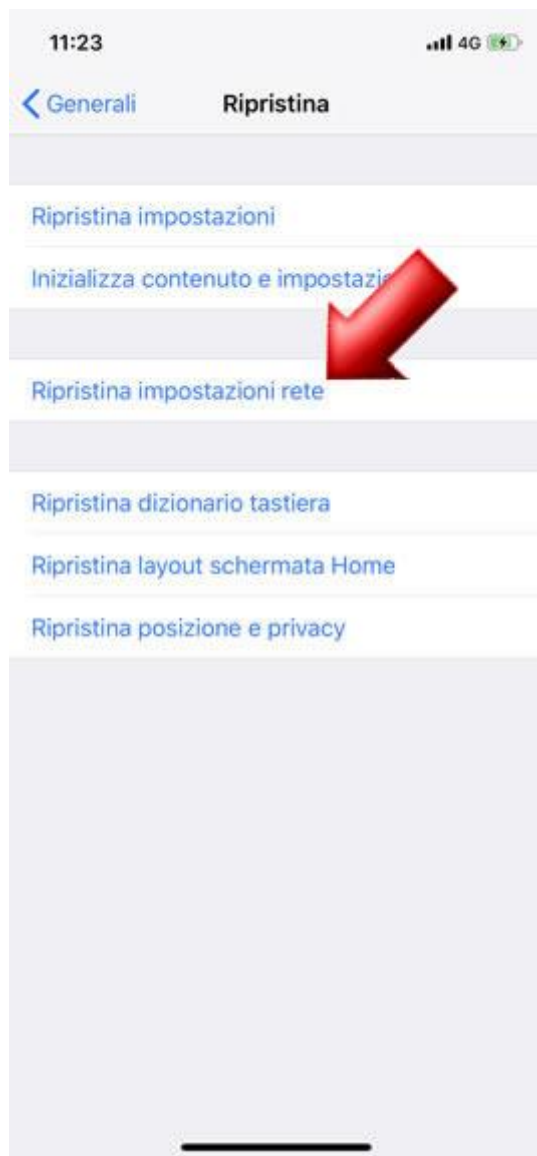 11:23
4G
Generali
Ripristina
Ripristina impostazioni
Inizializza contenuto e
Ripristina impostazioni rete
Ripristina dizionario tastiera
Ripristina layout schermata Home
Ripristina posizione e privacy